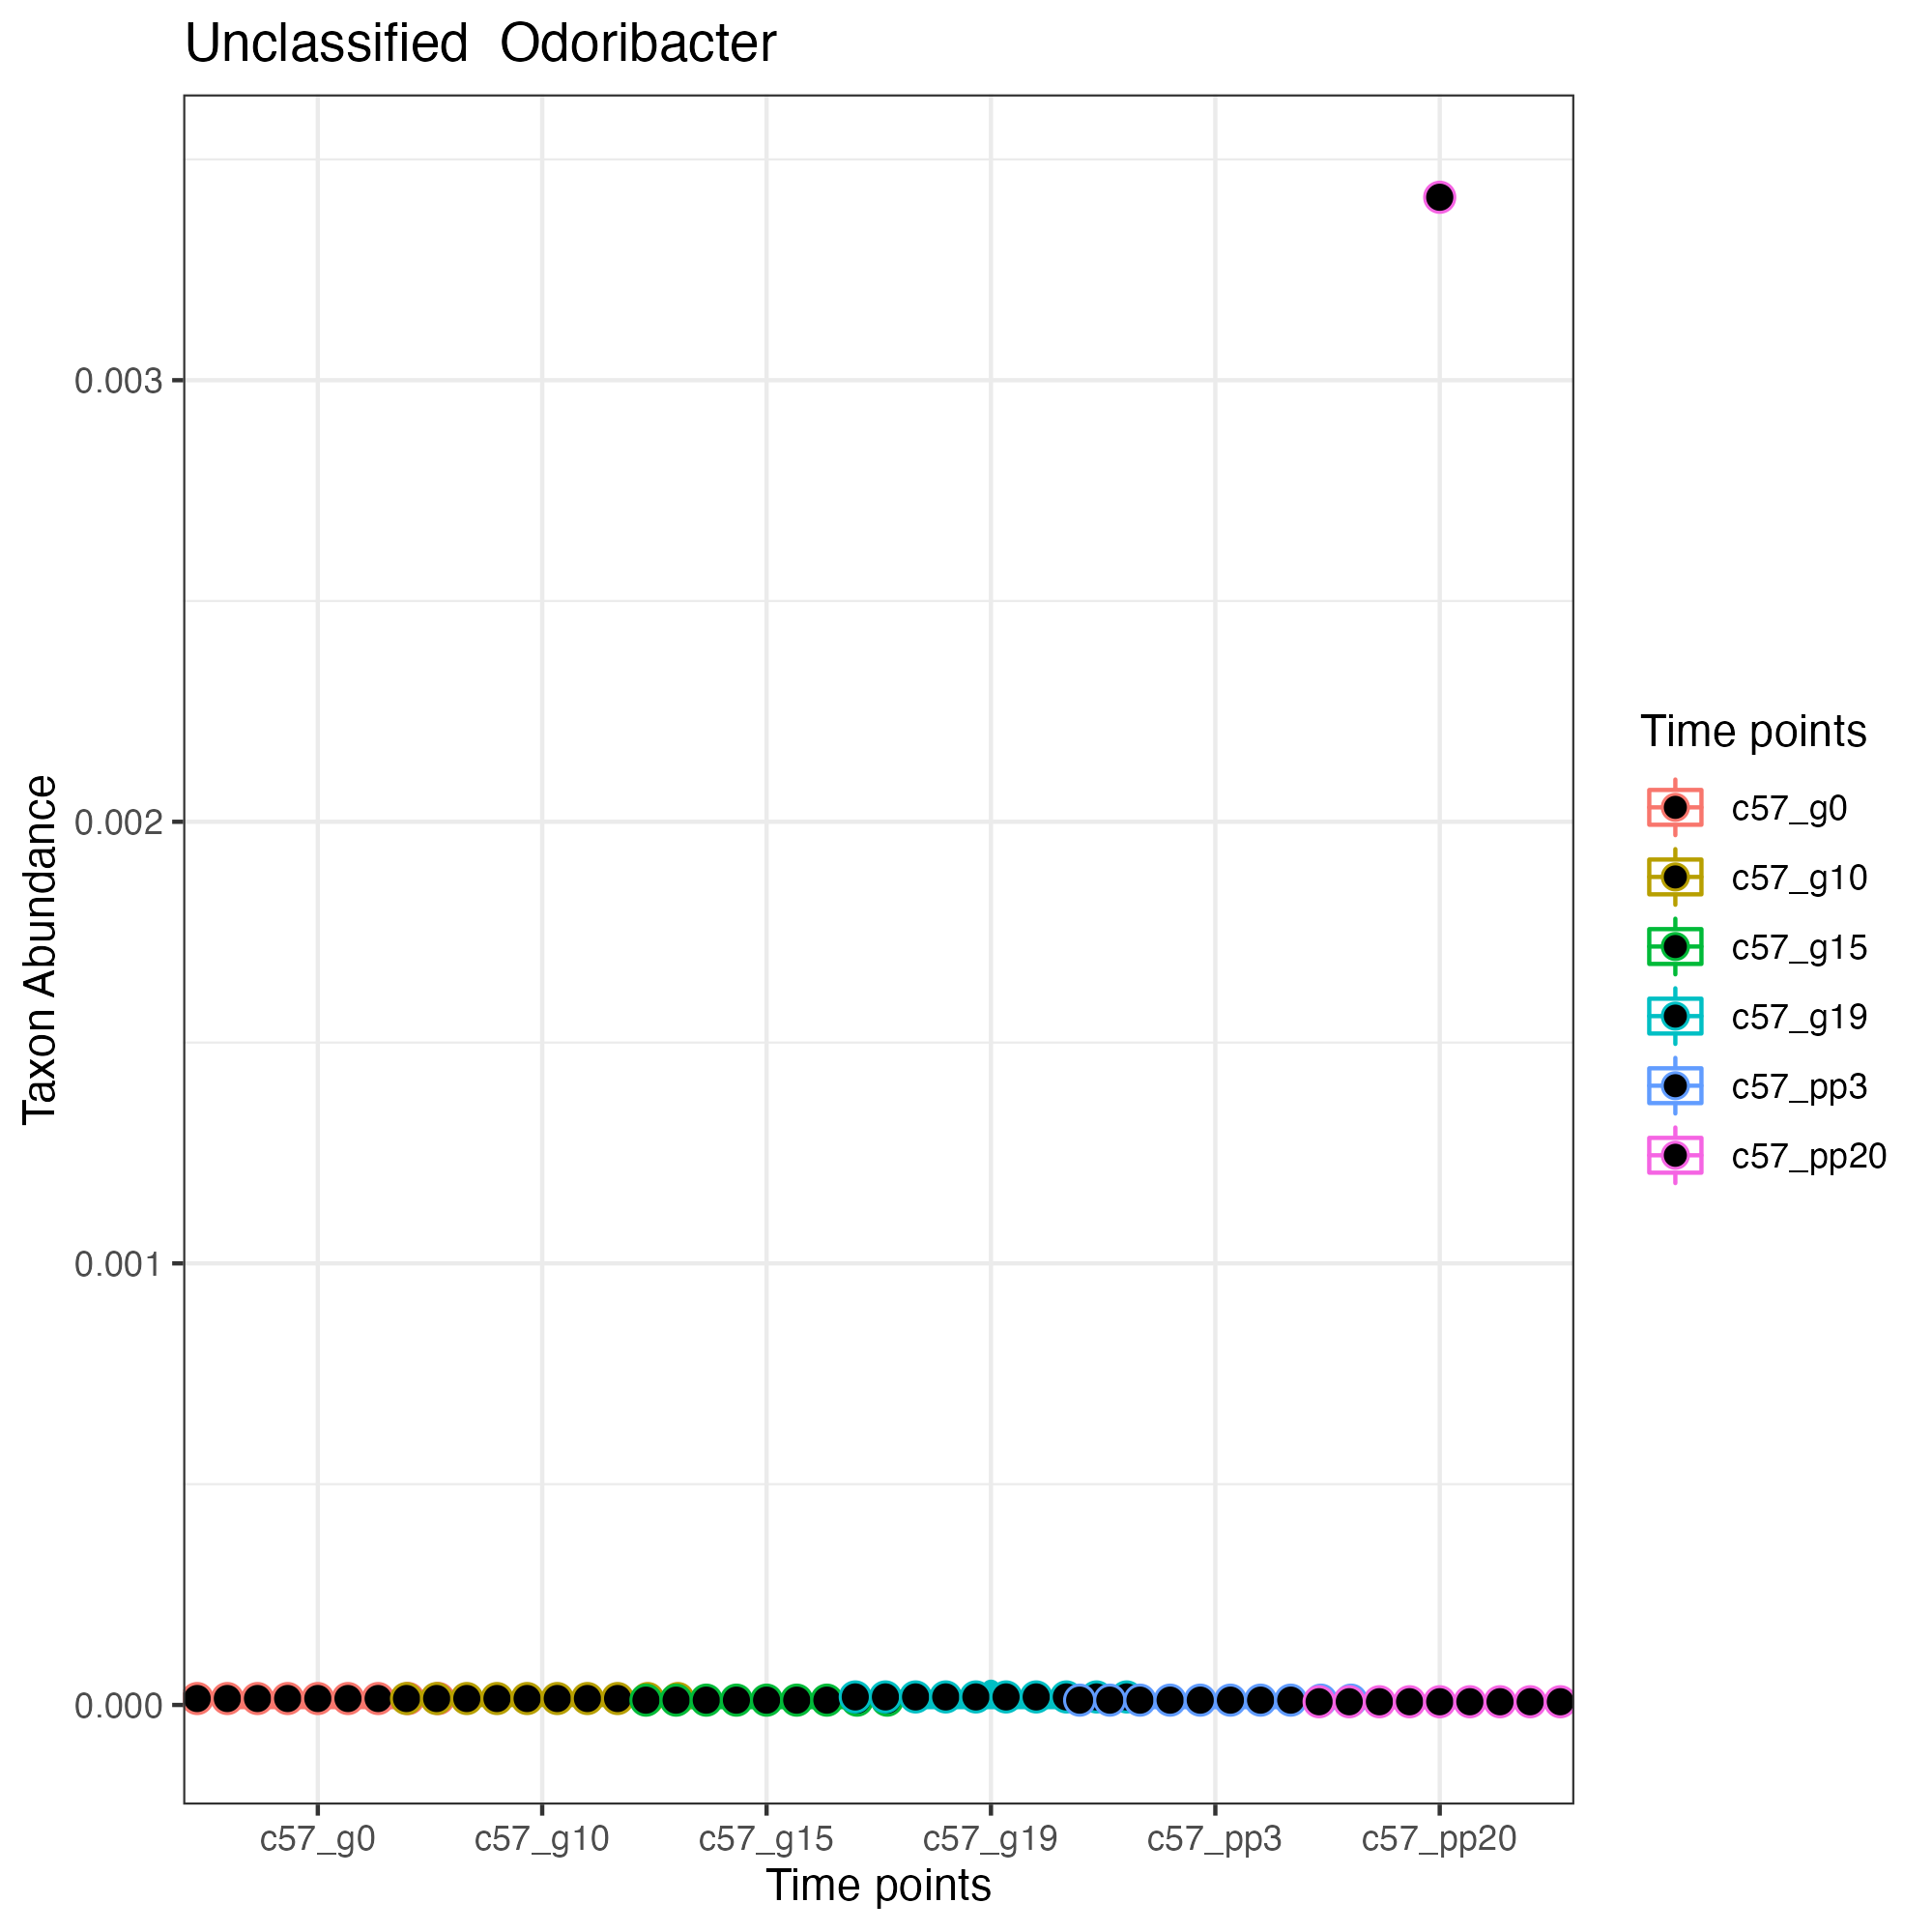 Unclassified  Odoribacter
Taxon Abundance
0.003
0.002
0.001
0.000
c57_g0
c57_g10
c57_g15
c57_g19
c57_pp3
c57_pp20
Time points
Time points
c57_g0
c57_g10
c57_g15
c57_g19
c57_pp3
c57_pp20